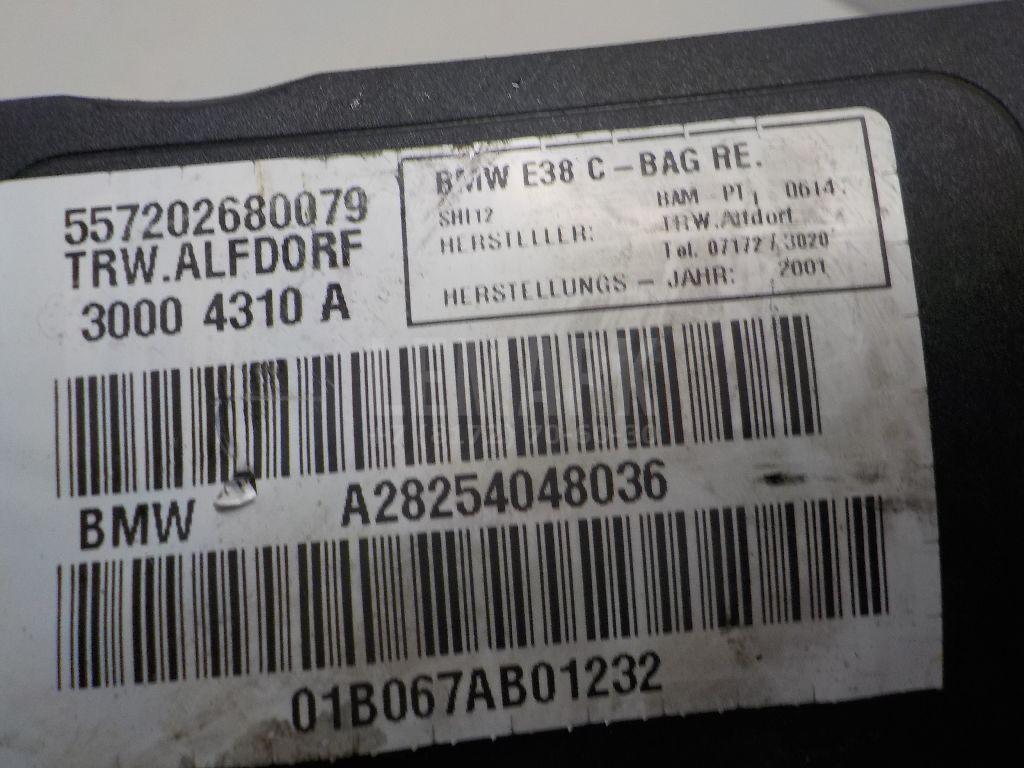 557202680079
TRW.ALFDORF
3000 4310 A
BMW E38 C-BAG RE.
SHI12 BAM - PT 0614
HERSTELLER: TRW.Alfdorf
Tel. 07172 / 3020
HERSTELLUNGS - JAHR: 2001
BMW A28254048036
01B067AB01232